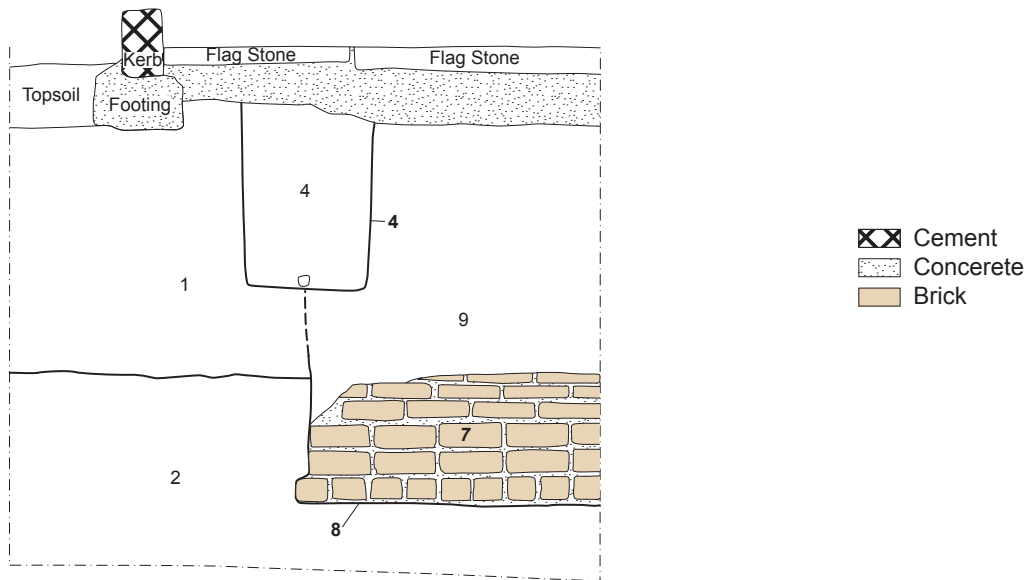 Kerb
Flag Stone
Flag Stone
Topsoil
Footing
4
4
1
9
7
2
8
Cement
Concerete
Brick